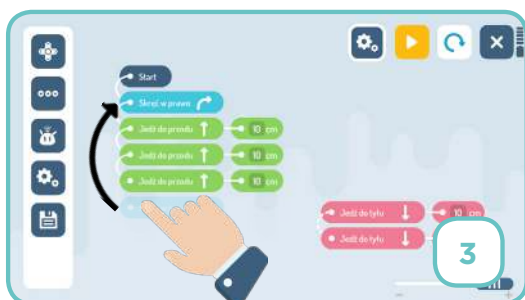 Start
Skręć w prawo
Jedź do przodu 10 cm
Jedź do przodu 10 cm
Jedź do przodu 10 cm
Jedź do tyłu 10 cm
Jedź do tyłu
3